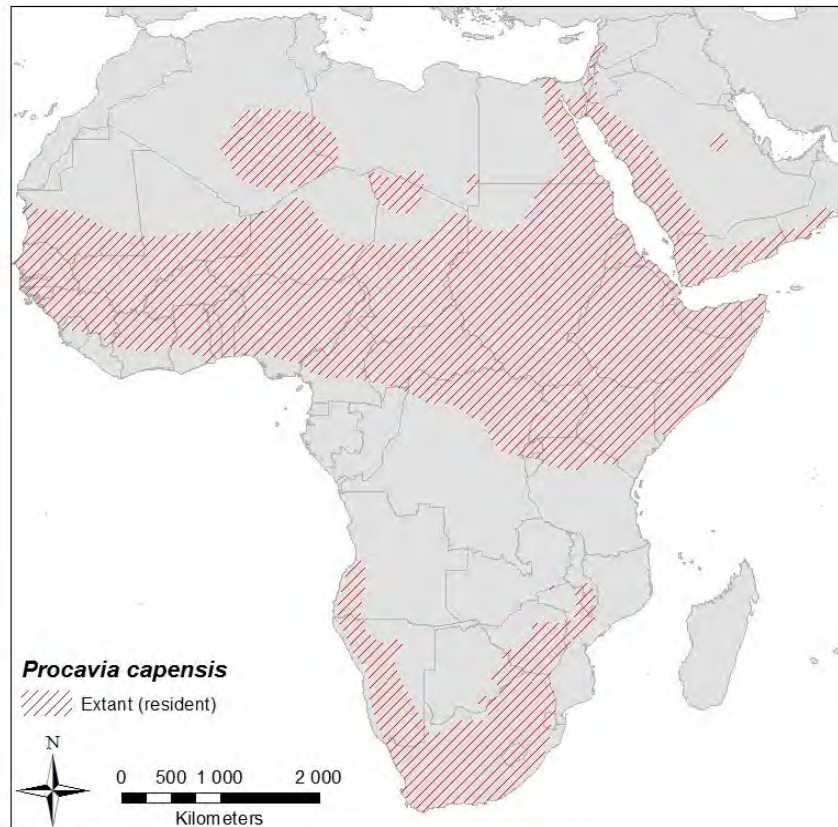 Procavia capensis
Extant (resident)
N
0 500 1 000 2 000
Kilometers